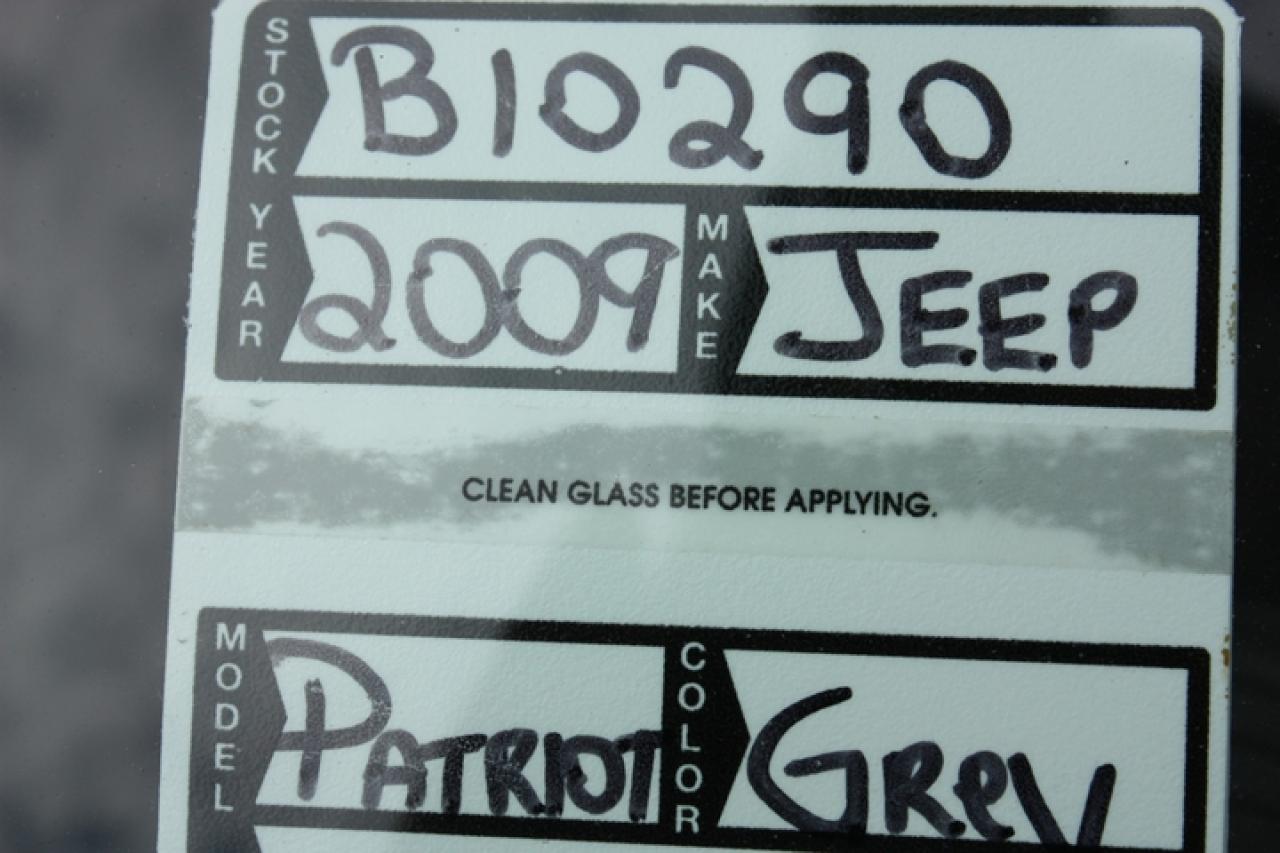 STOCK B10290
YEAR 2009 MAKE JEEP
CLEAN GLASS BEFORE APPLYING.
MODEL PATRIOT COLOR GREY